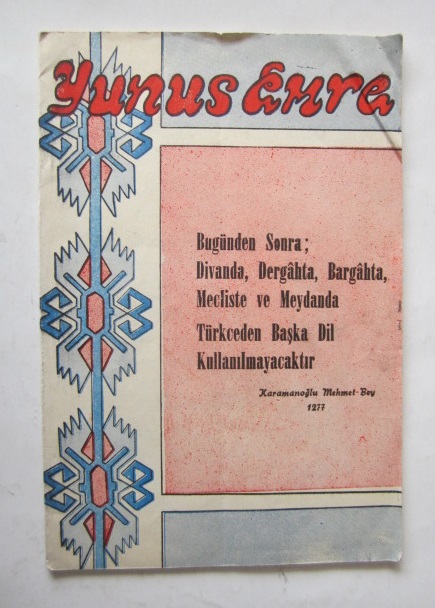 Yunus Emre
Bugünden Sonra;
Divanda, Dergâhta, Bargâhta,
Mecliste ve Meydanda
Türkceden Başka Dil
Kullanılmayacaktır
Karamanoğlu Mehmet-Bey
1277